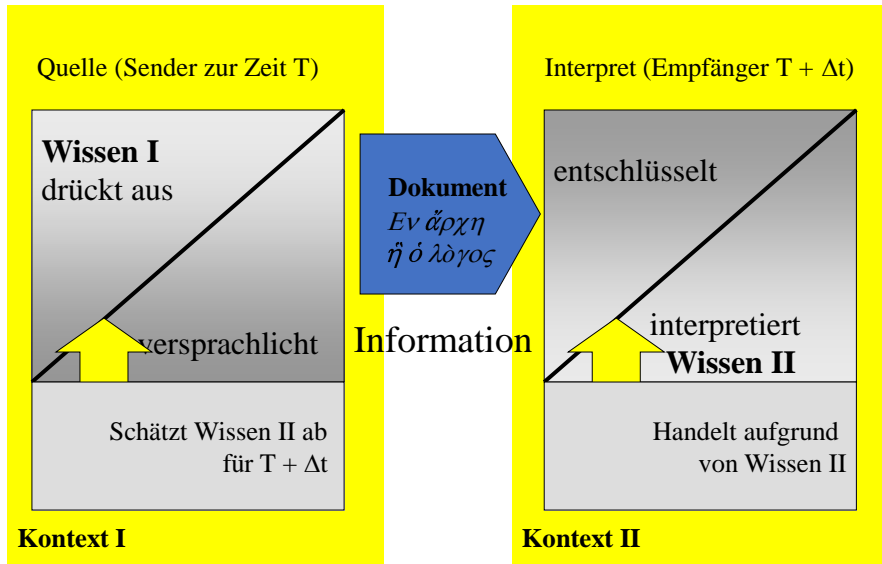 Quelle (Sender zur Zeit T)
Wissen I
drückt aus
versprachlicht
Schätzt Wissen II ab
für T + Δt
Kontext I
Dokument
Εν ἄρχη
ἢ ὁ λὸγος
Information
Interpret (Empfänger T + Δt)
entschlüsselt
interpretiert
Wissen II
Handelt aufgrund
von Wissen II
Kontext II